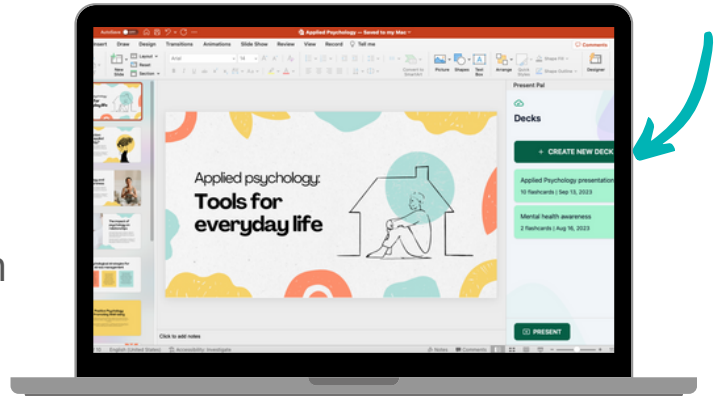 AutoSave
Applied Psychology — Saved to my Mac
Insert Draw Design Transitions Animations Slide Show Review View Record Tell me
Comments
New
Slide
Layout
Reset
Section
Arial
14
Convert to
SmartArt
Picture
Shapes
Text
Box
Arrange
Quick
Styles
Shape Fill
Shape Outline
Designer
Present Pal
Decks
+ CREATE NEW DECK
Applied Psychology presentation
10 flashcards | Sep 13, 2023
Mental health awareness
2 flashcards | Aug 16, 2023
PRESENT
Applied psychology:
Tools for
everyday life
Click to add notes
English (United States)
Accessibility: Investigate
Notes
Comments
n